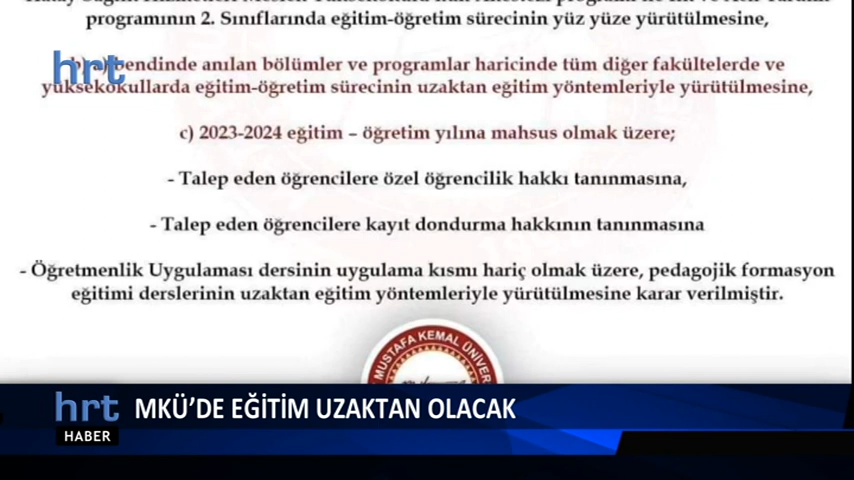 programının 2. Sınıflarında eğitim-öğretim sürecinin yüz yüze yürütülmesine,
hrt
bendinde anılan bölümler ve programlar haricinde tüm diğer fakültelerde ve
yüksekokullarda eğitim-öğretim sürecinin uzaktan eğitim yöntemleriyle yürütülmesine,
c) 2023-2024 eğitim – öğretim yılına mahsus olmak üzere;
- Talep eden öğrencilere özel öğrencilik hakkı tanınmasına,
- Talep eden öğrencilere kayıt dondurma hakkının tanınmasına
- Öğretmenlik Uygulaması dersinin uygulama kısmı hariç olmak üzere, pedagojik formasyon
eğitimi derslerinin uzaktan eğitim yöntemleriyle yürütülmesine karar verilmiştir.
MUSTAFA KEMAL
hrt
HABER
MKÜ’DE EĞİTİM UZAKTAN OLACAK